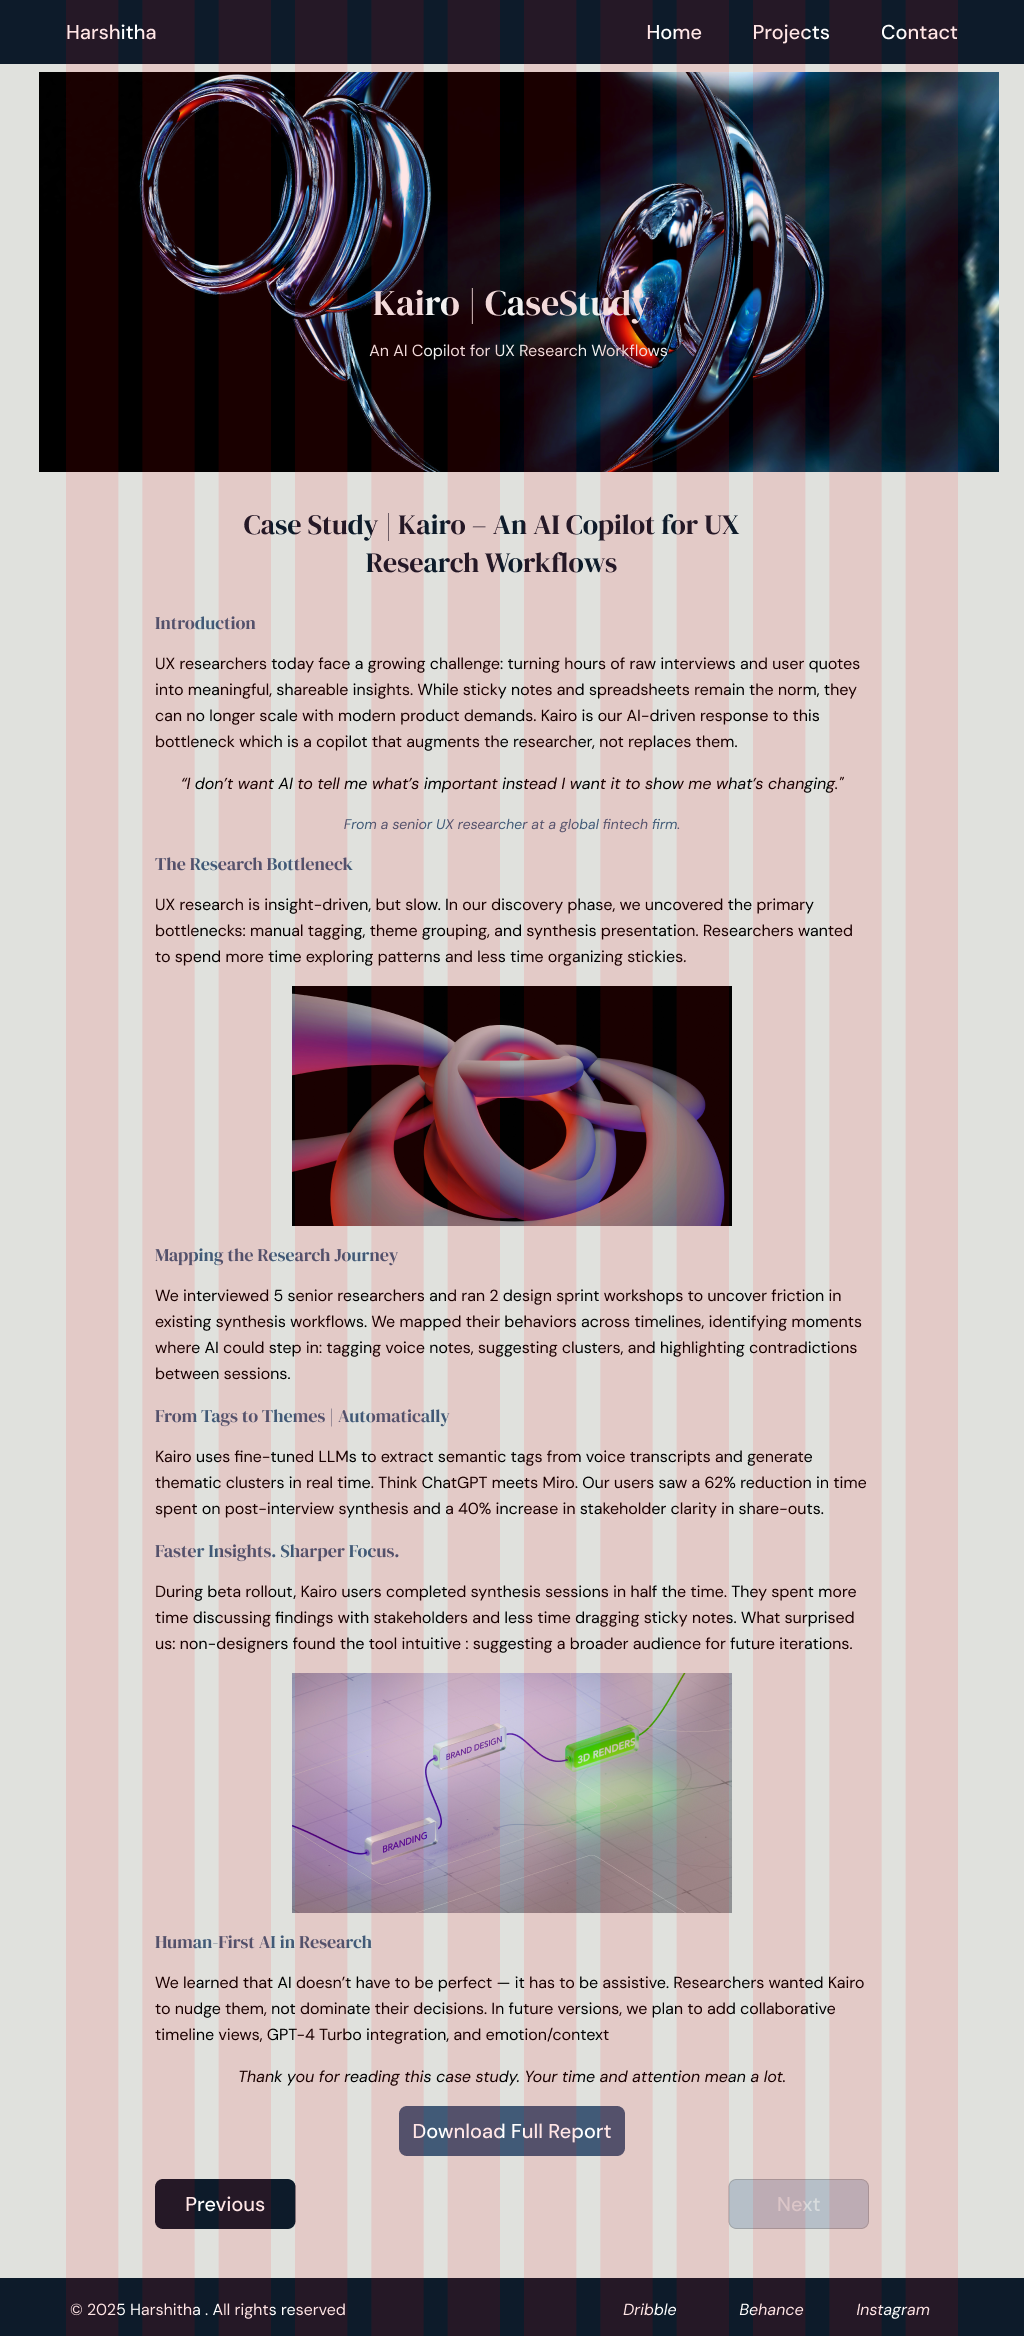 Harshitha
Home Projects Contact
Kairo | CaseStudy
An AI Copilot for UX Research Workflows
Case Study | Kairo – An AI Copilot for UX
Research Workflows
Introduction
UX researchers today face a growing challenge: turning hours of raw interviews and user quotes
into meaningful, shareable insights. While sticky notes and spreadsheets remain the norm, they
can no longer scale with modern product demands. Kairo is our AI-driven response to this
bottleneck which is a copilot that augments the researcher, not replaces them.
“I don’t want AI to tell me what’s important instead I want it to show me what’s changing."
From a senior UX researcher at a global fintech firm.
The Research Bottleneck
UX research is insight-driven, but slow. In our discovery phase, we uncovered the primary
bottlenecks: manual tagging, theme grouping, and synthesis presentation. Researchers wanted
to spend more time exploring patterns and less time organizing stickies.
Mapping the Research Journey
We interviewed 5 senior researchers and ran 2 design sprint workshops to uncover friction in
existing synthesis workflows. We mapped their behaviors across timelines, identifying moments
where AI could step in: tagging voice notes, suggesting clusters, and highlighting contradictions
between sessions.
From Tags to Themes | Automatically
Kairo uses fine-tuned LLMs to extract semantic tags from voice transcripts and generate
thematic clusters in real time. Think ChatGPT meets Miro. Our users saw a 62% reduction in time
spent on post-interview synthesis and a 40% increase in stakeholder clarity in share-outs.
Faster Insights. Sharper Focus.
During beta rollout, Kairo users completed synthesis sessions in half the time. They spent more
time discussing findings with stakeholders and less time dragging sticky notes. What surprised
us: non-designers found the tool intuitive : suggesting a broader audience for future iterations.
BRAND DESIGN
3D RENDERS
BRANDING
Human-First AI in Research
We learned that AI doesn’t have to be perfect — it has to be assistive. Researchers wanted Kairo
to nudge them, not dominate their decisions. In future versions, we plan to add collaborative
timeline views, GPT-4 Turbo integration, and emotion/context
Thank you for reading this case study. Your time and attention mean a lot.
Download Full Report
Previous
Next
© 2025 Harshitha . All rights reserved
Dribble Behance Instagram